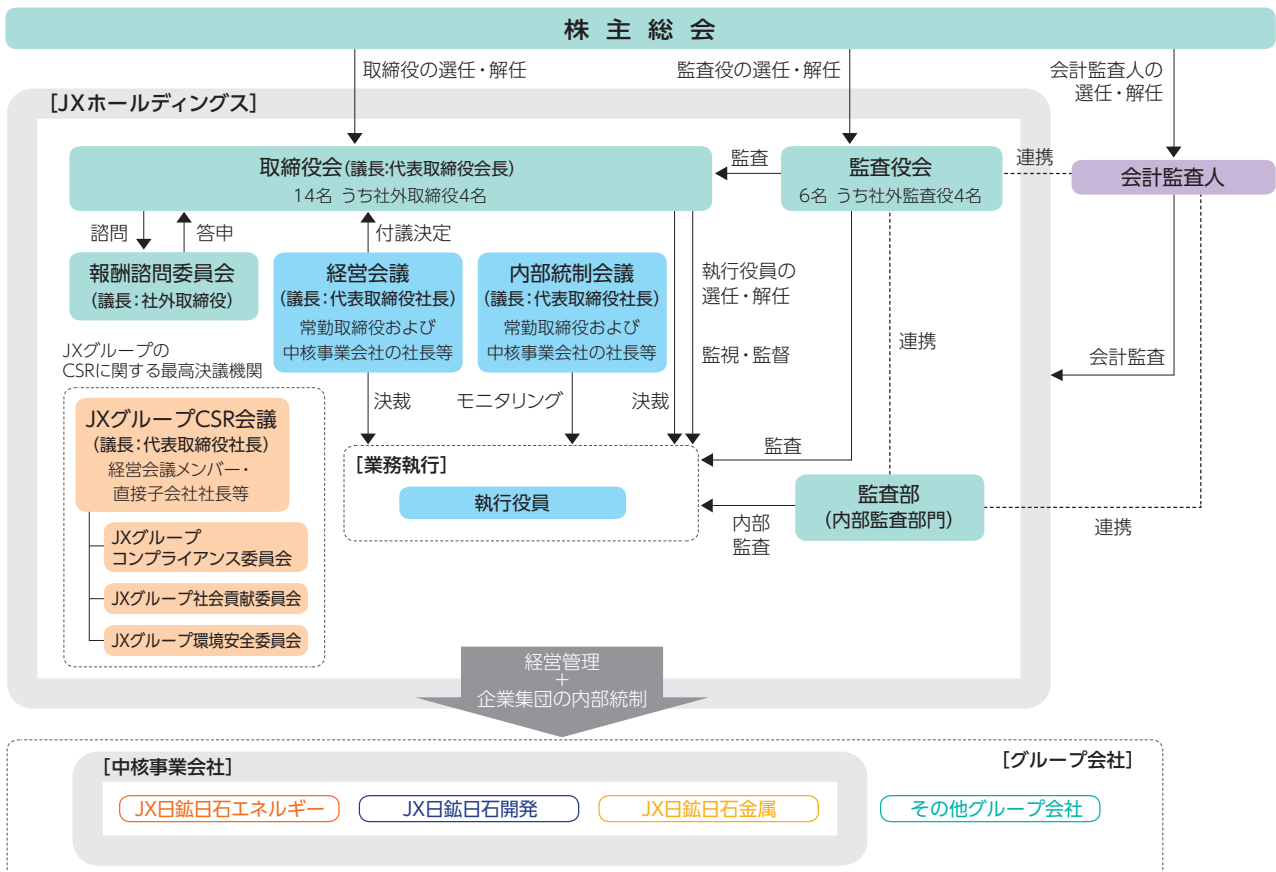 株主総会
取締役の選任・解任
監査役の選任・解任
会計監査人の
選任・解任
[JXホールディングス]
取締役会(議長:代表取締役会長)
14名 うち社外取締役4名
監査
監査役会
6名 うち社外監査役4名
連携
会計監査人
諮問
答申
付議決定
報酬諮問委員会
(議長:社外取締役)
経営会議
(議長:代表取締役社長)
常勤取締役および
中核事業会社の社長等
内部統制会議
(議長:代表取締役社長)
常勤取締役および
中核事業会社の社長等
執行役員の
選任・解任
監視・監督
連携
会計監査
JXグループの
CSRに関する最高決議機関
決裁
モニタリング
決裁
JXグループCSR会議
(議長:代表取締役社長)
経営会議メンバー・
直接子会社社長等
[業務執行]
執行役員
監査
監査部
(内部監査部門)
内部
監査
連携
JXグループ
コンプライアンス委員会
JXグループ社会貢献委員会
JXグループ環境安全委員会
経営管理
+
企業集団の内部統制
[中核事業会社]
[グループ会社]
JX日鉱日石エネルギー
JX日鉱日石開発
JX日鉱日石金属
その他グループ会社